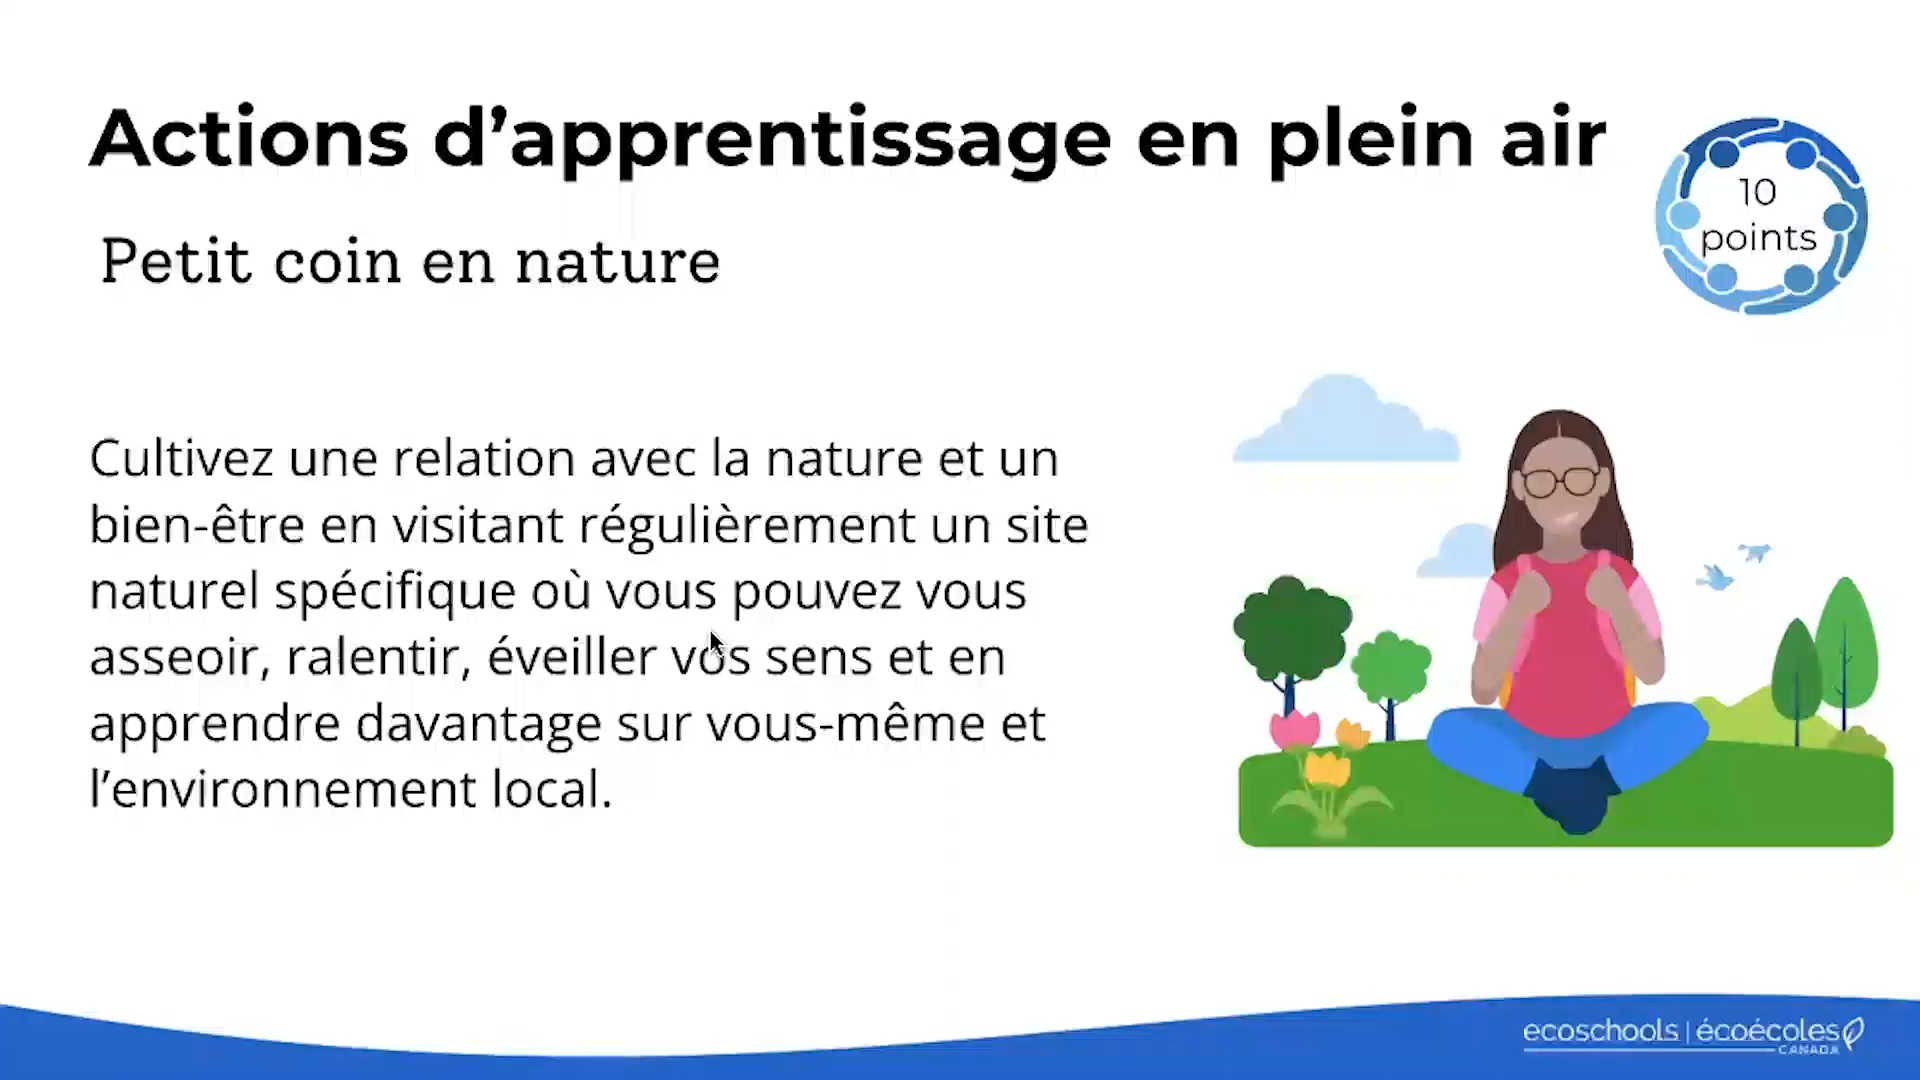 Actions d’apprentissage en plein air
10
points
Petit coin en nature
Cultivez une relation avec la nature et un
bien-être en visitant régulièrement un site
naturel spécifique où vous pouvez vous
asseoir, ralentir, éveiller vos sens et en
apprendre davantage sur vous-même et
l’environnement local.
ecoschools | écoécoles
CANADA